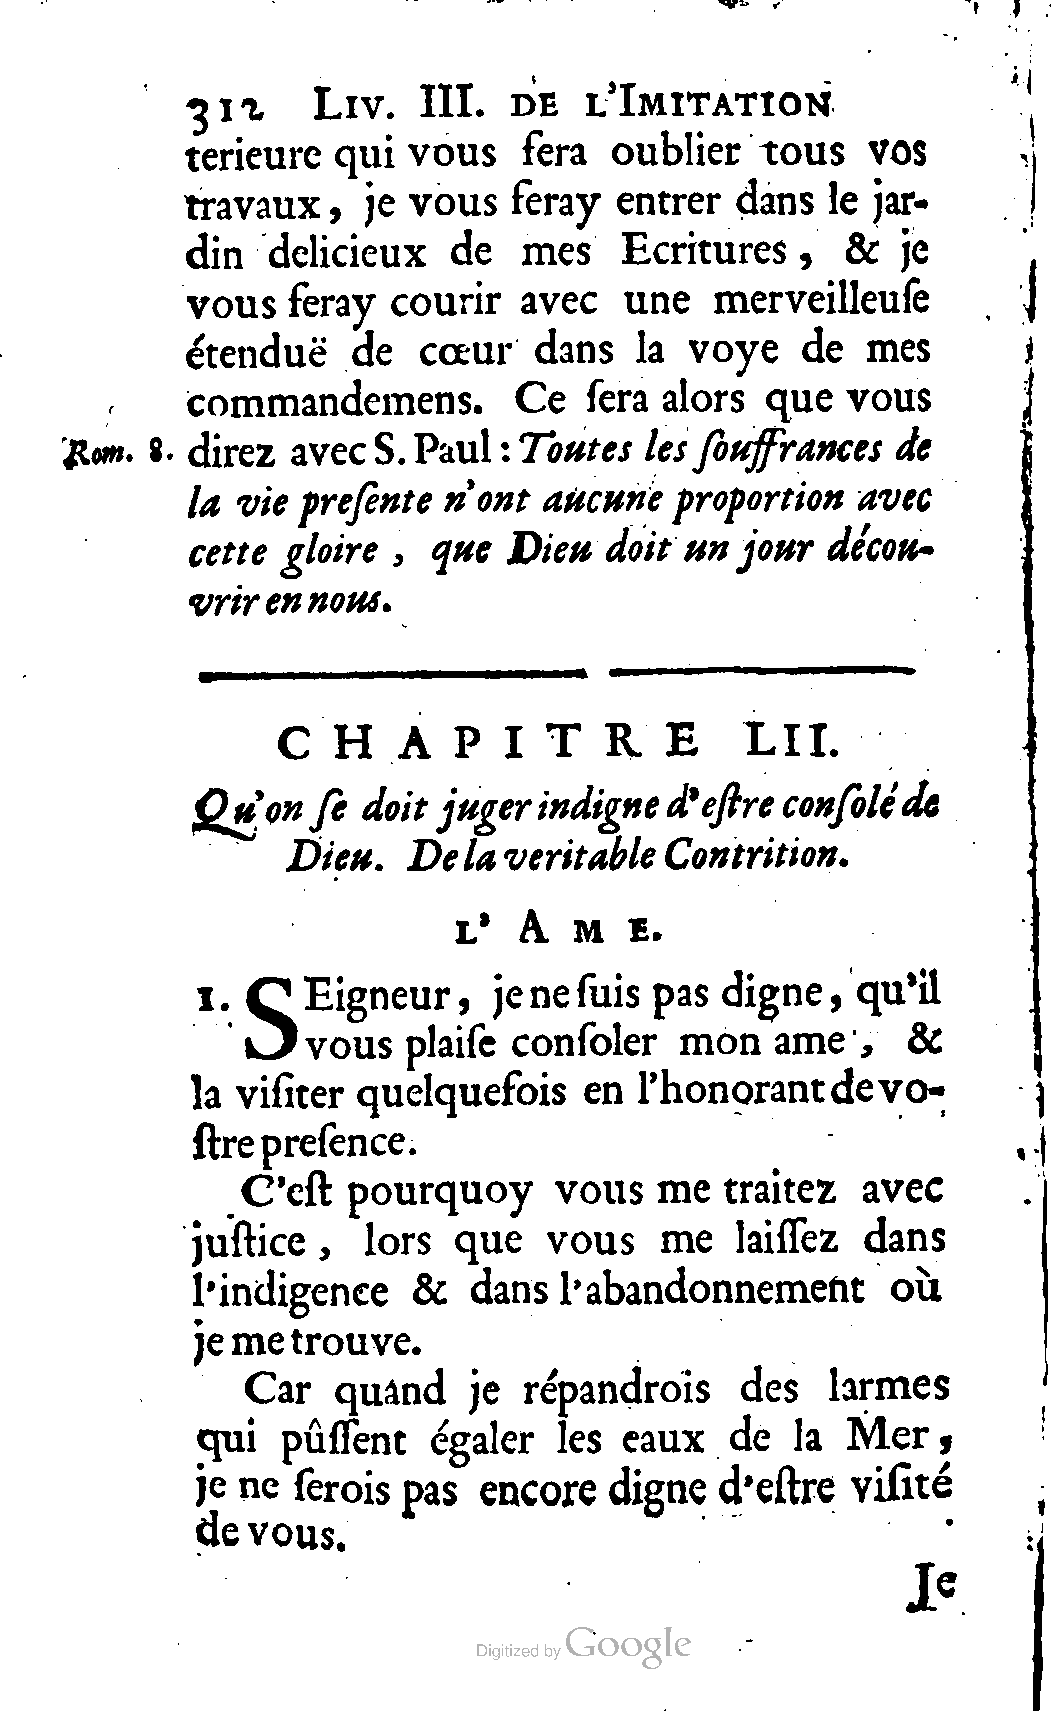 312 LIV. III. DE L'IMITATION
terieure qui vous ſera oublier tous vos
travaux, je vous feray entrer dans le jar-
din delicieux de mes Ecritures, & je
vous feray courir avec une merveilleuſe
étenduë de cœur dans la voye de mes
commandemens. Ce ſera alors que vous
Rom. 8. direz avec S. Paul : Toutes les ſouffrances de
la vie preſente n'ont aucune proportion avec
cette gloire, que Dieu doit un jour décou-
vrir en nous.
CHAPITRE LII.
Qu'on ſe doit juger indigne d'eſtre conſolé de
Dieu. De la veritable Contrition.
L'AME.
1. SEigneur, je ne ſuis pas digne, qu'il
vous plaiſe conſoler mon ame, &
la viſiter quelquefois en l'honorant de vo-
ſtre preſence.
C'eſt pourquoy vous me traitez avec
juſtice, lors que vous me laiſſez dans
l'indigence & dans l'abandonnement où
je me trouve.
Car quand je répandrois des larmes
qui pûſſent égaler les eaux de la Mer,
je ne ſerois pas encore digne d'eſtre viſité
de vous.
Je
Digitized by Google